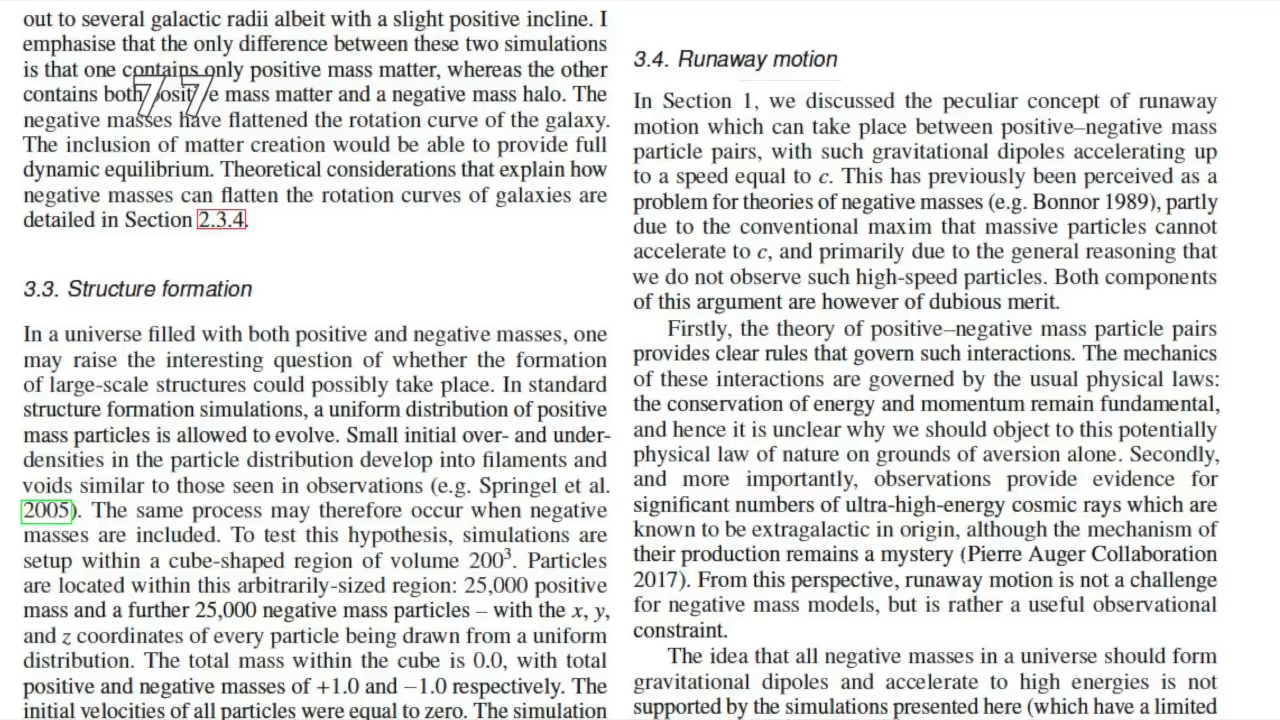 out to several galactic radii albeit with a slight positive incline. I
emphasise that the only difference between these two simulations
is that one contains only positive mass matter, whereas the other
contains both positive mass matter and a negative mass halo. The
77
negative masses have flattened the rotation curve of the galaxy.
The inclusion of matter creation would be able to provide full
dynamic equilibrium. Theoretical considerations that explain how
negative masses can flatten the rotation curves of galaxies are
detailed in Section 2.3.4.
3.3. Structure formation
In a universe filled with both positive and negative masses, one
may raise the interesting question of whether the formation
of large-scale structures could possibly take place. In standard
structure formation simulations, a uniform distribution of positive
mass particles is allowed to evolve. Small initial over- and under-
densities in the particle distribution develop into filaments and
voids similar to those seen in observations (e.g. Springel et al.
2005). The same process may therefore occur when negative
masses are included. To test this hypothesis, simulations are
setup within a cube-shaped region of volume 200³. Particles
are located within this arbitrarily-sized region: 25,000 positive
mass and a further 25,000 negative mass particles – with the x, y,
and z coordinates of every particle being drawn from a uniform
distribution. The total mass within the cube is 0.0, with total
positive and negative masses of +1.0 and −1.0 respectively. The
initial velocities of all particles were equal to zero. The simulation
3.4. Runaway motion
In Section 1, we discussed the peculiar concept of runaway
motion which can take place between positive–negative mass
particle pairs, with such gravitational dipoles accelerating up
to a speed equal to c. This has previously been perceived as a
problem for theories of negative masses (e.g. Bonnor 1989), partly
due to the conventional maxim that massive particles cannot
accelerate to c, and primarily due to the general reasoning that
we do not observe such high-speed particles. Both components
of this argument are however of dubious merit.
Firstly, the theory of positive–negative mass particle pairs
provides clear rules that govern such interactions. The mechanics
of these interactions are governed by the usual physical laws:
the conservation of energy and momentum remain fundamental,
and hence it is unclear why we should object to this potentially
physical law of nature on grounds of aversion alone. Secondly,
and more importantly, observations provide evidence for
significant numbers of ultra-high-energy cosmic rays which are
known to be extragalactic in origin, although the mechanism of
their production remains a mystery (Pierre Auger Collaboration
2017). From this perspective, runaway motion is not a challenge
for negative mass models, but is rather a useful observational
constraint.
The idea that all negative masses in a universe should form
gravitational dipoles and accelerate to high energies is not
supported by the simulations presented here (which have a limited